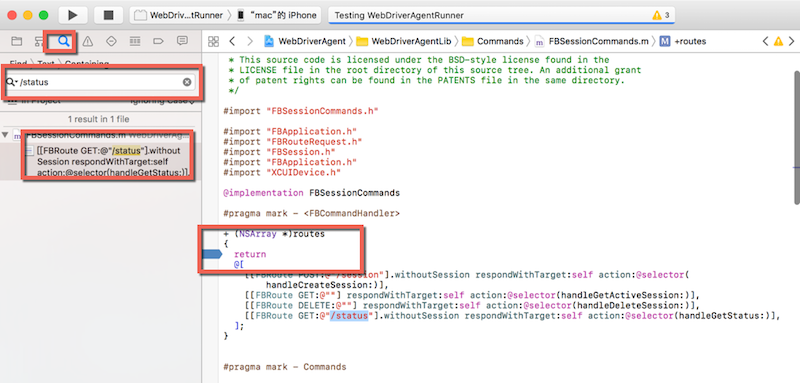 WebDriv...tRunner
"mac"的 iPhone
Testing WebDriverAgentRunner
3
WebDriverAgent
WebDriverAgentLib
Commands
FBSessionCommands.m
M +routes
Find
Text
Containing
/status
In Project
Ignoring Case
1 result in 1 file
FBSessionCommands.m WebDriverAg...
[[FBRoute GET:@"/status"].without
Session respondWithTarget:self
action:@selector(handleGetStatus:)],
* This source code is licensed under the BSD-style license found in the
* LICENSE file in the root directory of this source tree. An additional grant
* of patent rights can be found in the PATENTS file in the same directory.
*/
#import "FBSessionCommands.h"
#import "FBApplication.h"
#import "FBRouteRequest.h"
#import "FBSession.h"
#import "FBApplication.h"
#import "XCUIDevice.h"
@implementation FBSessionCommands
#pragma mark - <FBCommandHandler>
+ (NSArray *)routes
{
return
@[
[[FBRoute POST:@"/session"].withoutSession respondWithTarget:self action:@selector(
handleCreateSession:)],
[[FBRoute GET:@""] respondWithTarget:self action:@selector(handleGetActiveSession:)],
[[FBRoute DELETE:@""] respondWithTarget:self action:@selector(handleDeleteSession:)],
[[FBRoute GET:@"/status"].withoutSession respondWithTarget:self action:@selector(handleGetStatus:)],
];
}
#pragma mark - Commands